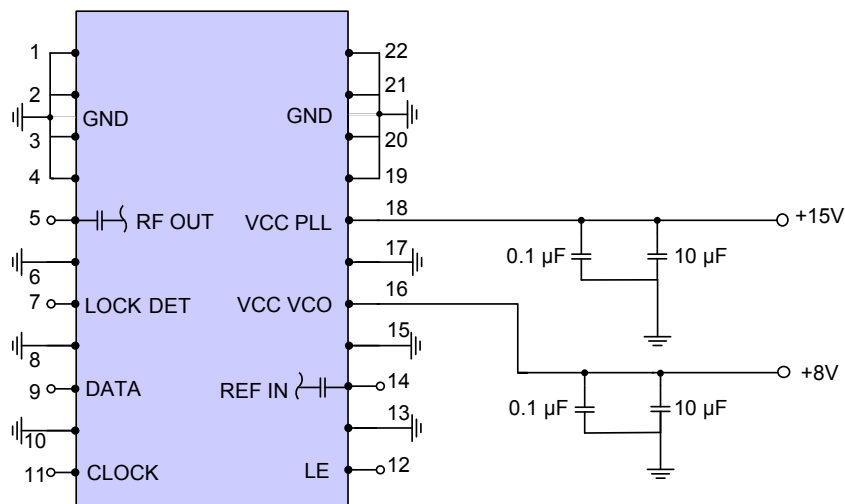 1
2
3
4
5
6
7
8
9
10
11
GND
RF OUT
LOCK DET
DATA
CLOCK
GND
VCC PLL
VCC VCO
REF IN
LE
22
21
20
19
18
17
16
15
14
13
12
0.1 µF
10 µF
+15V
0.1 µF
10 µF
+8V